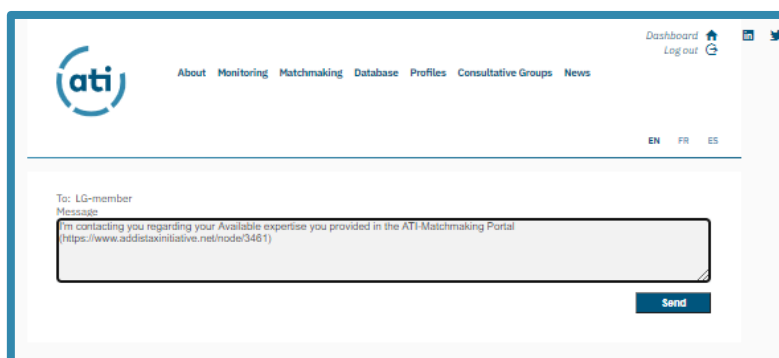 Dashboard
Log out
ati
About Monitoring Matchmaking Database Profiles Consultative Groups News
EN FR ES
To: LG-member
Message
I'm contacting you regarding your Available expertise you provided in the ATI-Matchmaking Portal
(https://www.addistaxinitiative.net/node/3461)
Send